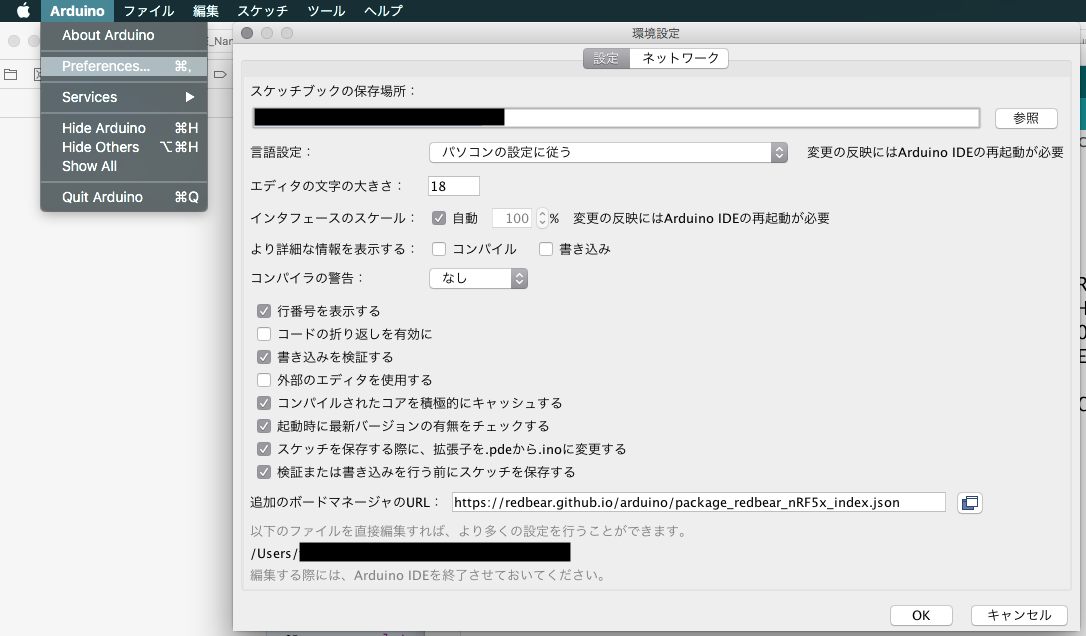 Arduino ファイル 編集 スケッチ ツール ヘルプ
About Arduino
Preferences... ⌘,
Services ▶
Hide Arduino ⌘H
Hide Others ⌥⌘H
Show All
Quit Arduino ⌘Q
環境設定
設定 ネットワーク
スケッチブックの保存場所：
参照
言語設定： パソコンの設定に従う 変更の反映にはArduino IDEの再起動が必要
エディタの文字の大きさ： 18
インタフェースのスケール： 自動 100 % 変更の反映にはArduino IDEの再起動が必要
より詳細な情報を表示する： コンパイル 書き込み
コンパイラの警告： なし
行番号を表示する
コードの折り返しを有効に
書き込みを検証する
外部のエディタを使用する
コンパイルされたコアを積極的にキャッシュする
起動時に最新バージョンの有無をチェックする
スケッチを保存する際に、拡張子を.pdeから.inoに変更する
検証または書き込みを行う前にスケッチを保存する
追加のボードマネージャのURL： https://redbear.github.io/arduino/package_redbear_nRF5x_index.json
以下のファイルを直接編集すれば、より多くの設定を行うことができます。
/Users/
編集する際には、Arduino IDEを終了させておいてください。
OK キャンセル